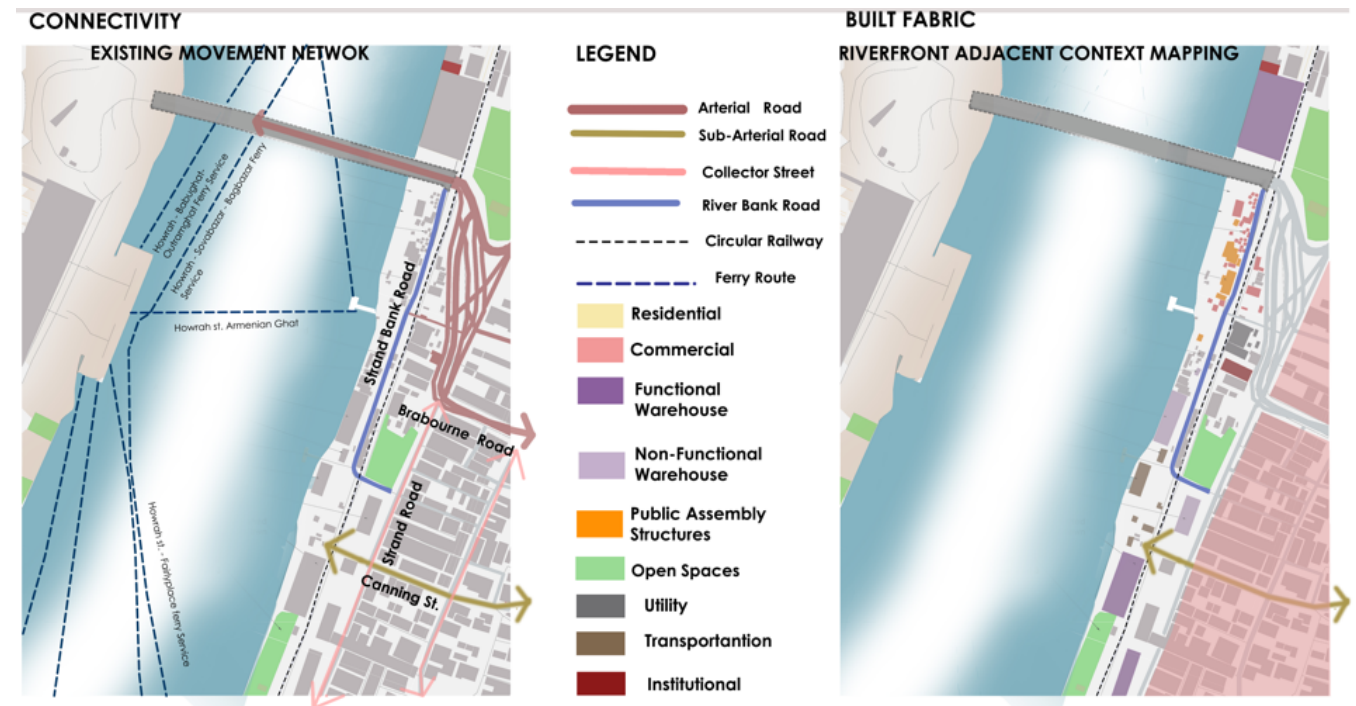 CONNECTIVITY
EXISTING MOVEMENT NETWOK
Howrah - Babughat-
Outramghat Ferry Service
Howrah - Sovabazar - Bagbazar Ferry
Service
Howrah st. Armenian Ghat
Strand Bank Road
Brabourne Road
Strand Road
Canning St.
Howrah st. - Fairlyplace ferry Service
LEGEND
Arterial Road
Sub-Arterial Road
Collector Street
River Bank Road
Circular Railway
Ferry Route
Residential
Commercial
Functional
Warehouse
Non-Functional
Warehouse
Public Assembly
Structures
Open Spaces
Utility
Transportantion
Institutional
BUILT FABRIC
RIVERFRONT ADJACENT CONTEXT MAPPING